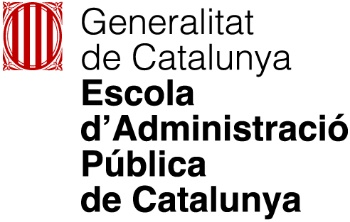 Generalitat
de Catalunya
Escola
d'Administració
Pública
de Catalunya